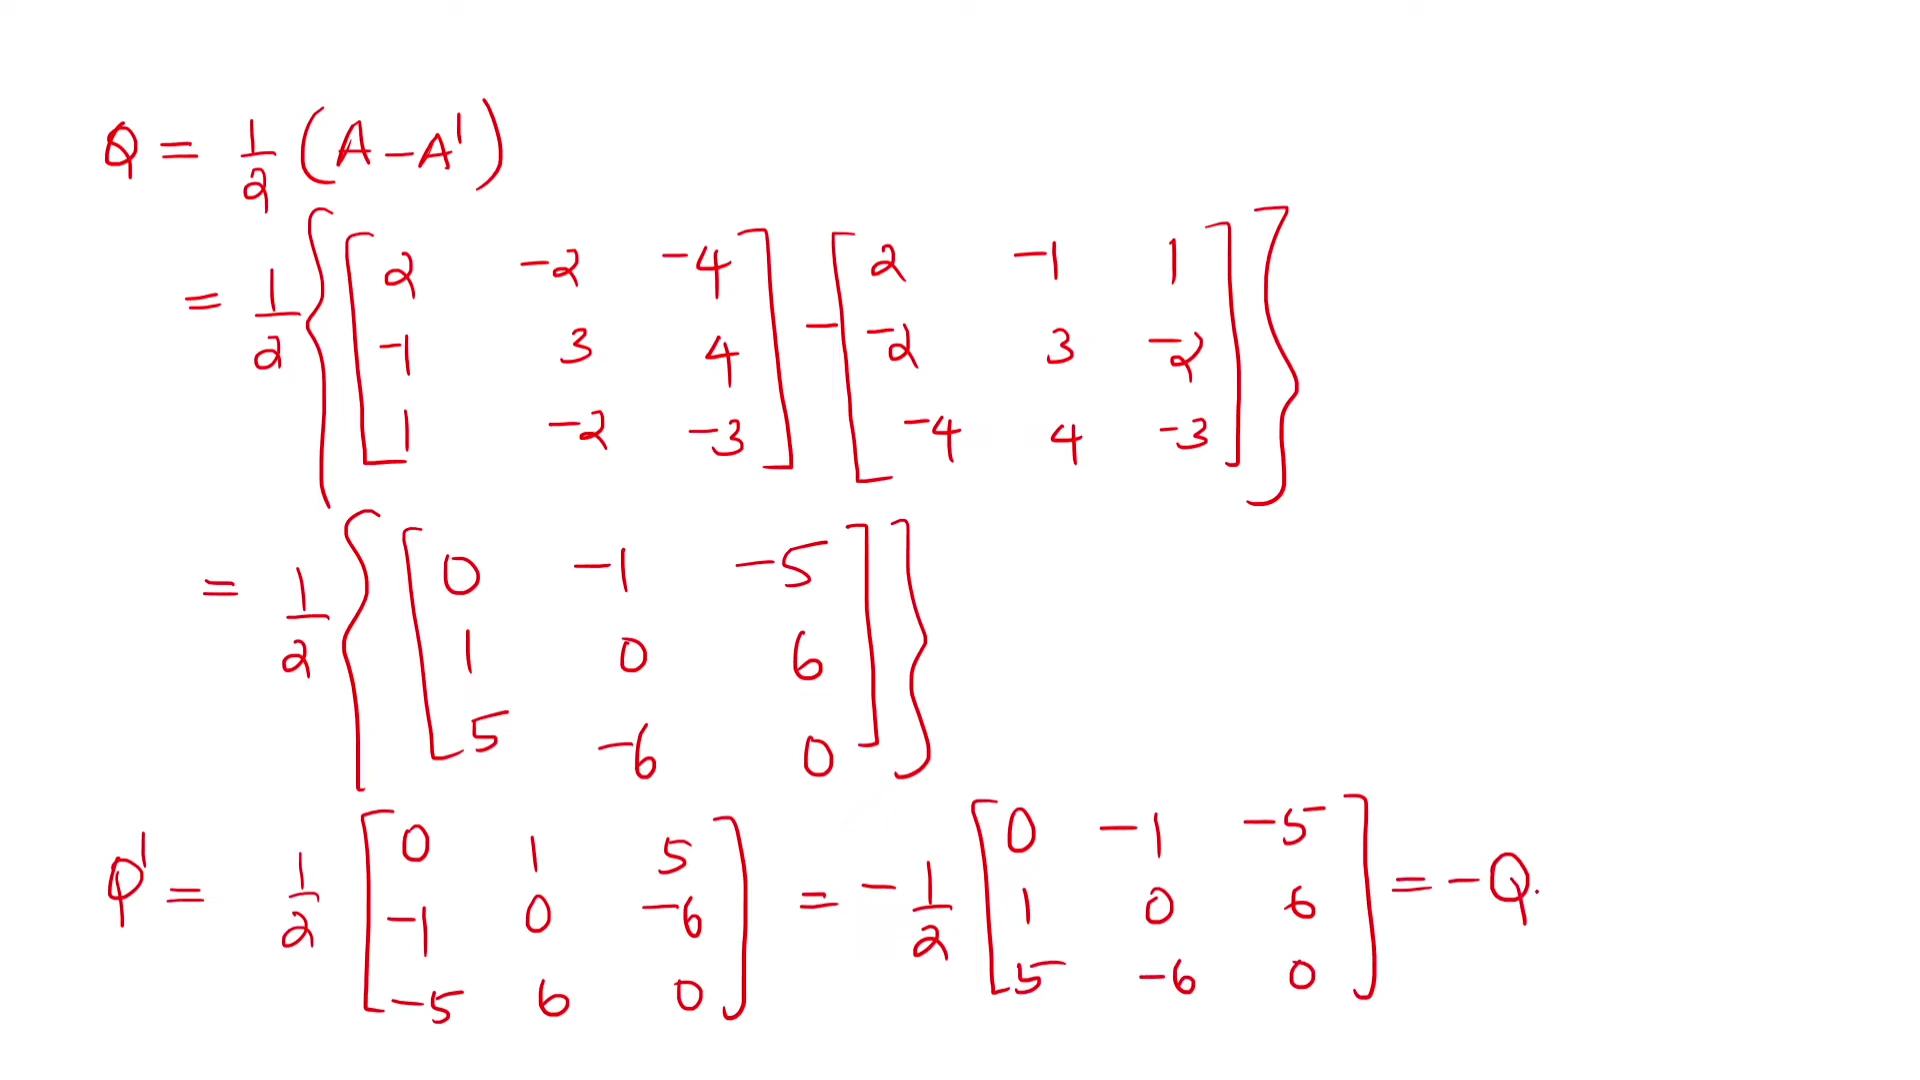 Q = 1/2 (A - A')
= 1/2 { [ 2 -2 -4 ] - [ 2 -1 1 ] }
-1 3 4 -2 3 -2
1 -2 -3 -4 4 -3
= 1/2 { [ 0 -1 -5 ] }
1 0 6
5 -6 0
Q' = 1/2 [ 0 1 5 ] = - 1/2 [ 0 -1 -5 ] = - Q.
-1 0 -6 1 0 6
-5 6 0 5 -6 0